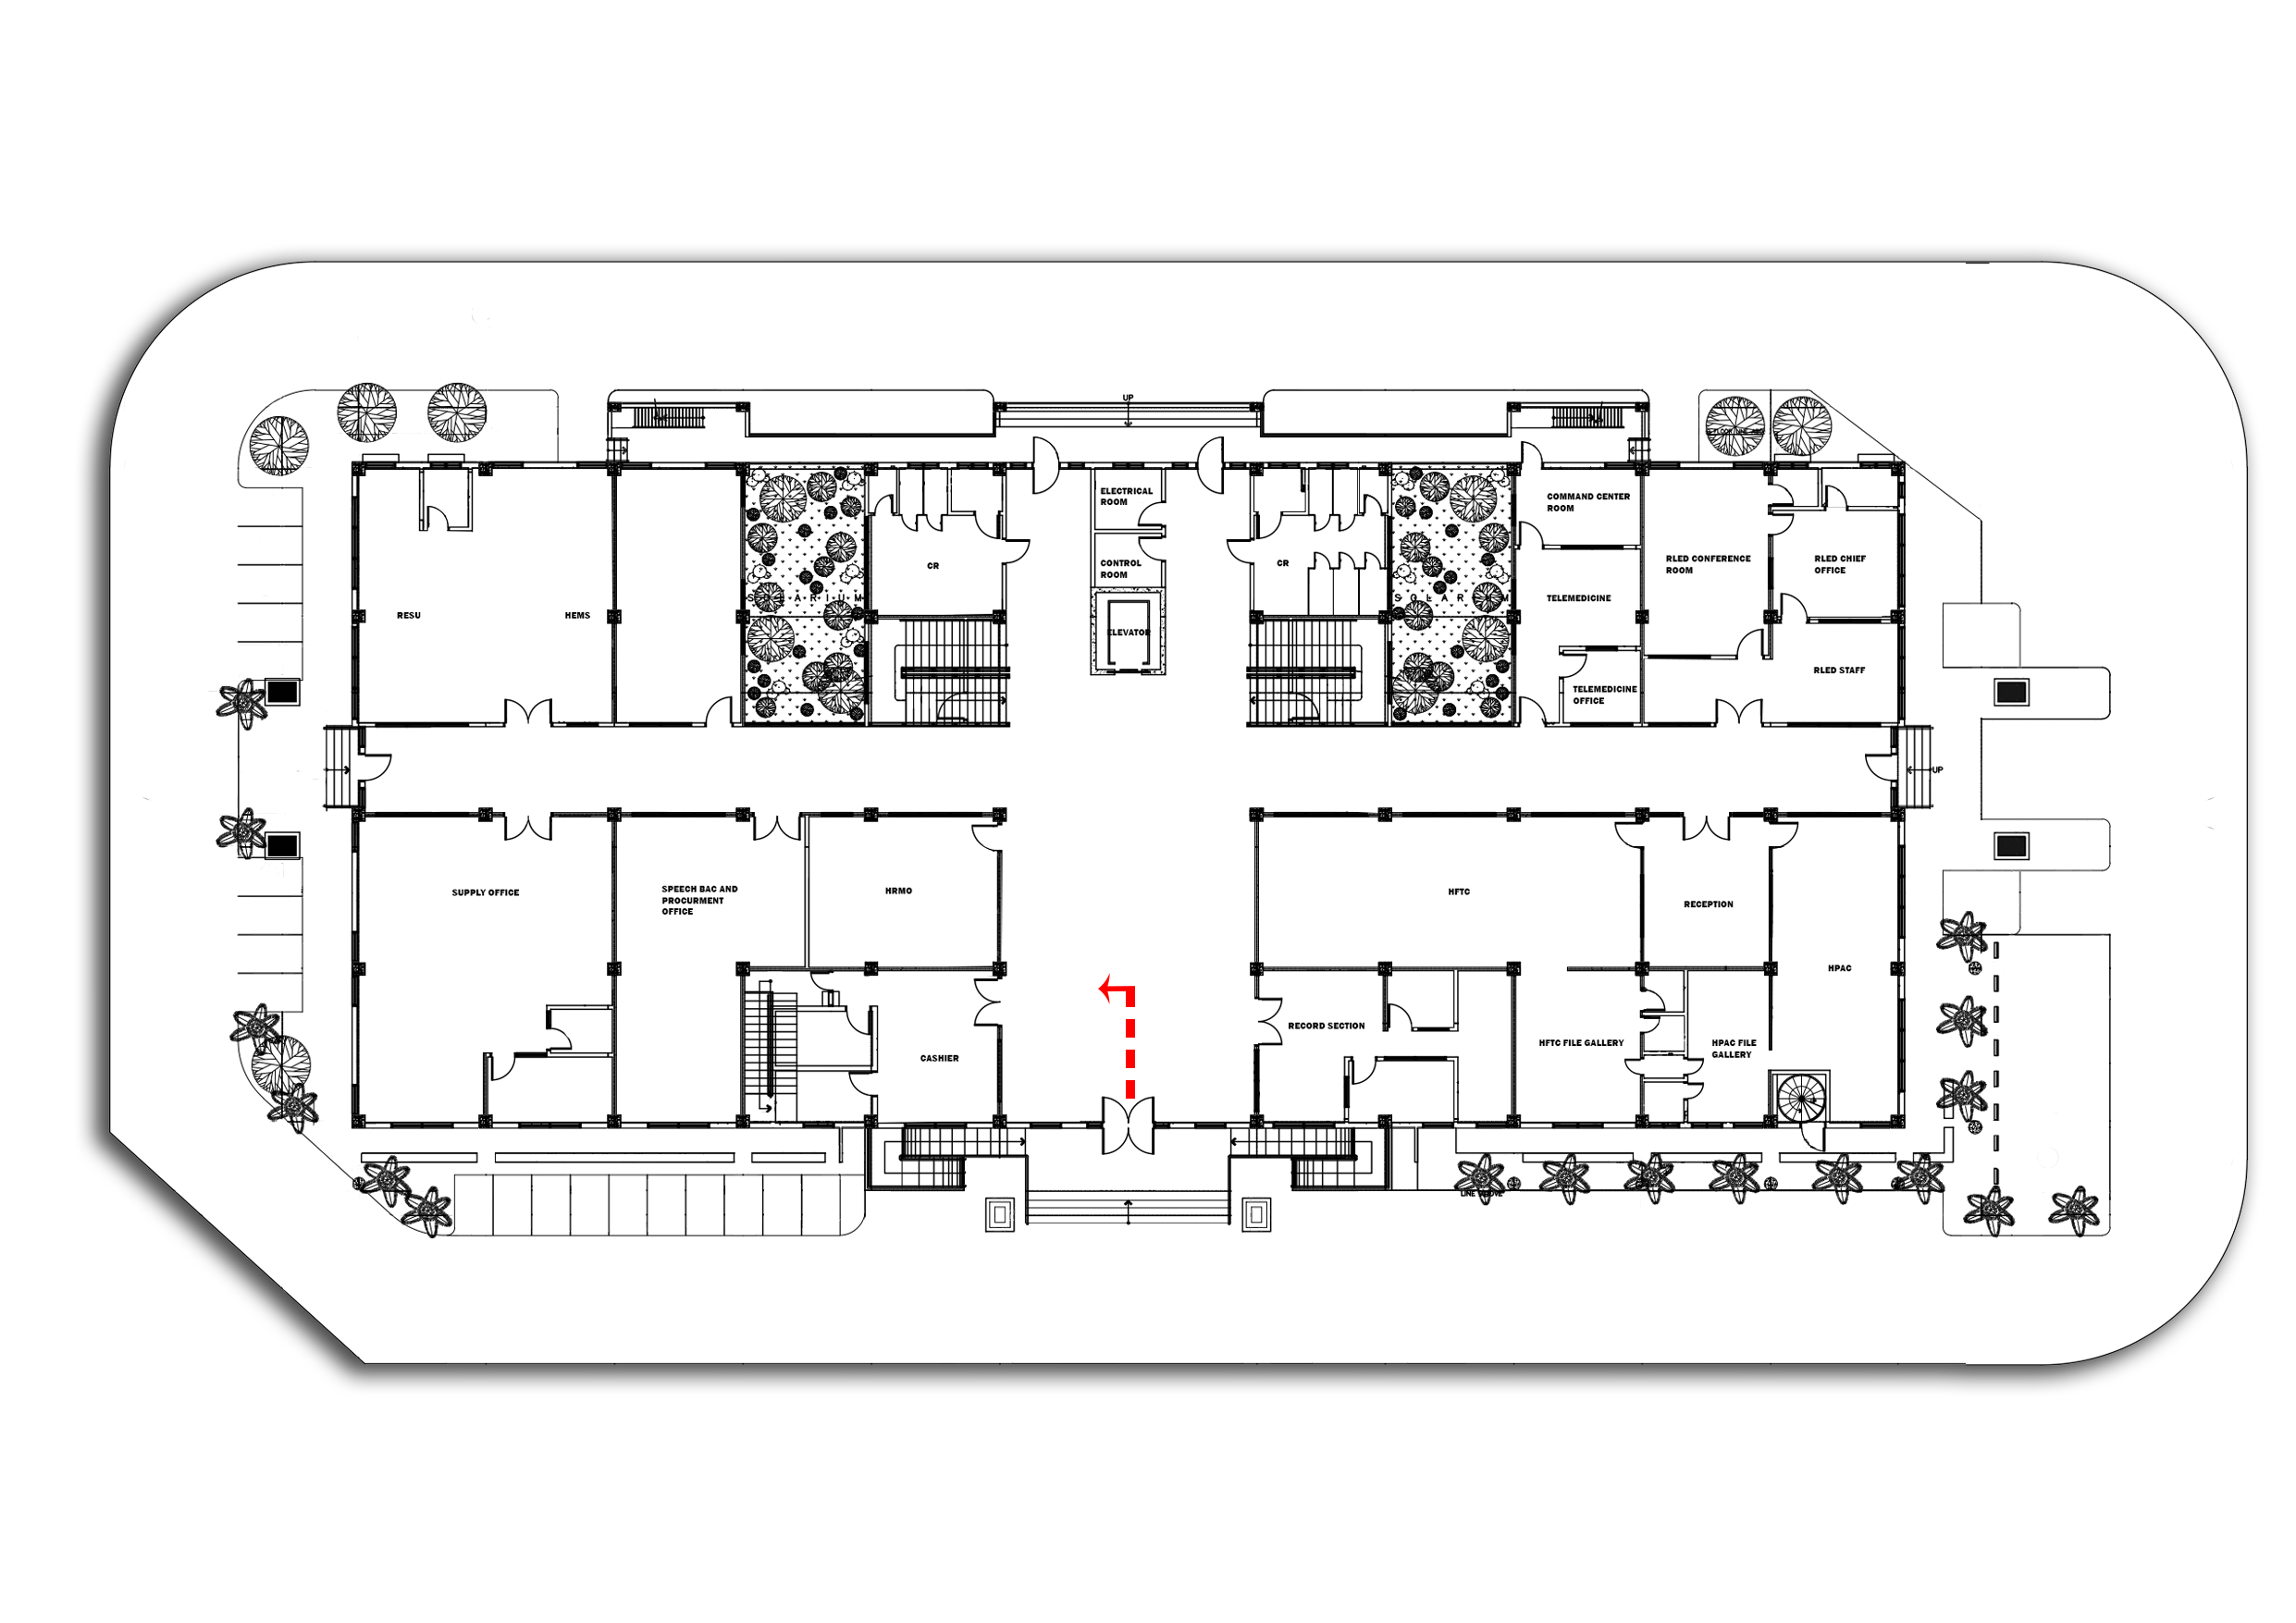 UP
ELECTRICAL
ROOM
COMMAND CENTER
ROOM
CONTROL
ROOM
CR
CR
RLED CONFERENCE
ROOM
RLED CHIEF
OFFICE
SOLARIUM
SOLARIUM
TELEMEDICINE
RESU
HEMS
ELEVATOR
RLED STAFF
TELEMEDICINE
OFFICE
UP
SUPPLY OFFICE
SPEECH BAC AND
PROCURMENT
OFFICE
HRMO
HFTC
RECEPTION
HPAC
RECORD SECTION
CASHIER
HFTC FILE GALLERY
HPAC FILE
GALLERY
LINE ABOVE